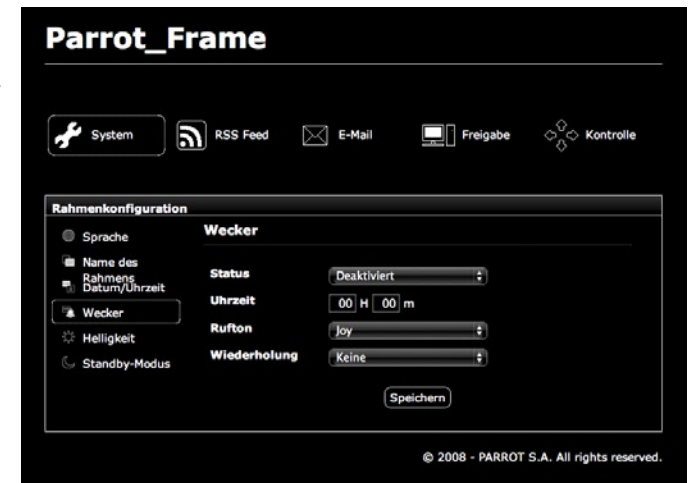 Parrot_Frame
System RSS Feed E-Mail Freigabe Kontrolle
Rahmenkonfiguration
Sprache
Name des
Rahmens
Datum/Uhrzeit
Wecker
Helligkeit
Standby-Modus
Wecker
Status Deaktiviert
Uhrzeit 00 H 00 m
Rufton Joy
Wiederholung Keine
Speichern
© 2008 - PARROT S.A. All rights reserved.